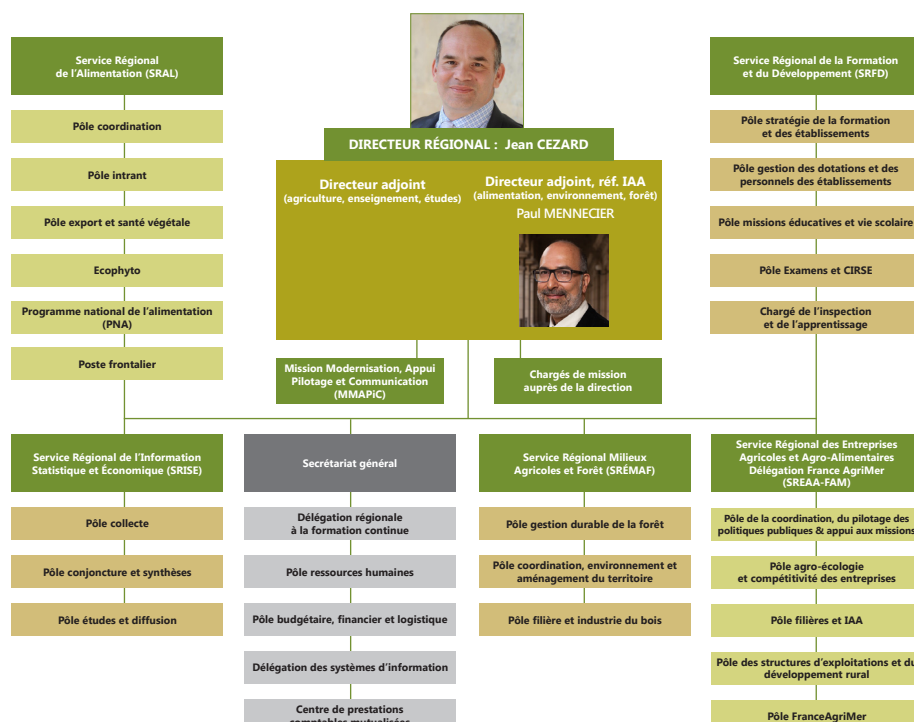 Service Régional
de l'Alimentation (SRAL)
Pôle coordination
Pôle intrant
Pôle export et santé végétale
Ecophyto
Programme national de l'alimentation
(PNA)
Poste frontalier
DIRECTEUR RÉGIONAL : Jean CEZARD
Directeur adjoint
(agriculture, enseignement, études)
Directeur adjoint, réf. IAA
(alimentation, environnement, forêt)
Paul MENNECIER
Mission Modernisation, Appui
Pilotage et Communication
(MMAPiC)
Chargés de mission
auprès de la direction
Service Régional de la Formation
et du Développement (SRFD)
Pôle stratégie de la formation
et des établissements
Pôle gestion des dotations et des
personnels des établissements
Pôle missions éducatives et vie scolaire
Pôle Examens et CIRSE
Chargé de l'inspection
et de l'apprentissage
Service Régional de l'Information
Statistique et Économique (SRISE)
Pôle collecte
Pôle conjoncture et synthèses
Pôle études et diffusion
Secrétariat général
Délégation régionale
à la formation continue
Pôle ressources humaines
Pôle budgétaire, financier et logistique
Délégation des systèmes d'information
Centre de prestations
comptables mutualisées
Service Régional Milieux
Agricoles et Forêt (SRÉMAF)
Pôle gestion durable de la forêt
Pôle coordination, environnement et
aménagement du territoire
Pôle filière et industrie du bois
Service Régional des Entreprises
Agricoles et Agro-Alimentaires
Délégation France AgriMer
(SREAA-FAM)
Pôle de la coordination, du pilotage des
politiques publiques & appui aux missions
Pôle agro-écologie
et compétitivité des entreprises
Pôle filières et IAA
Pôle des structures d'exploitations et du
développement rural
Pôle FranceAgriMer